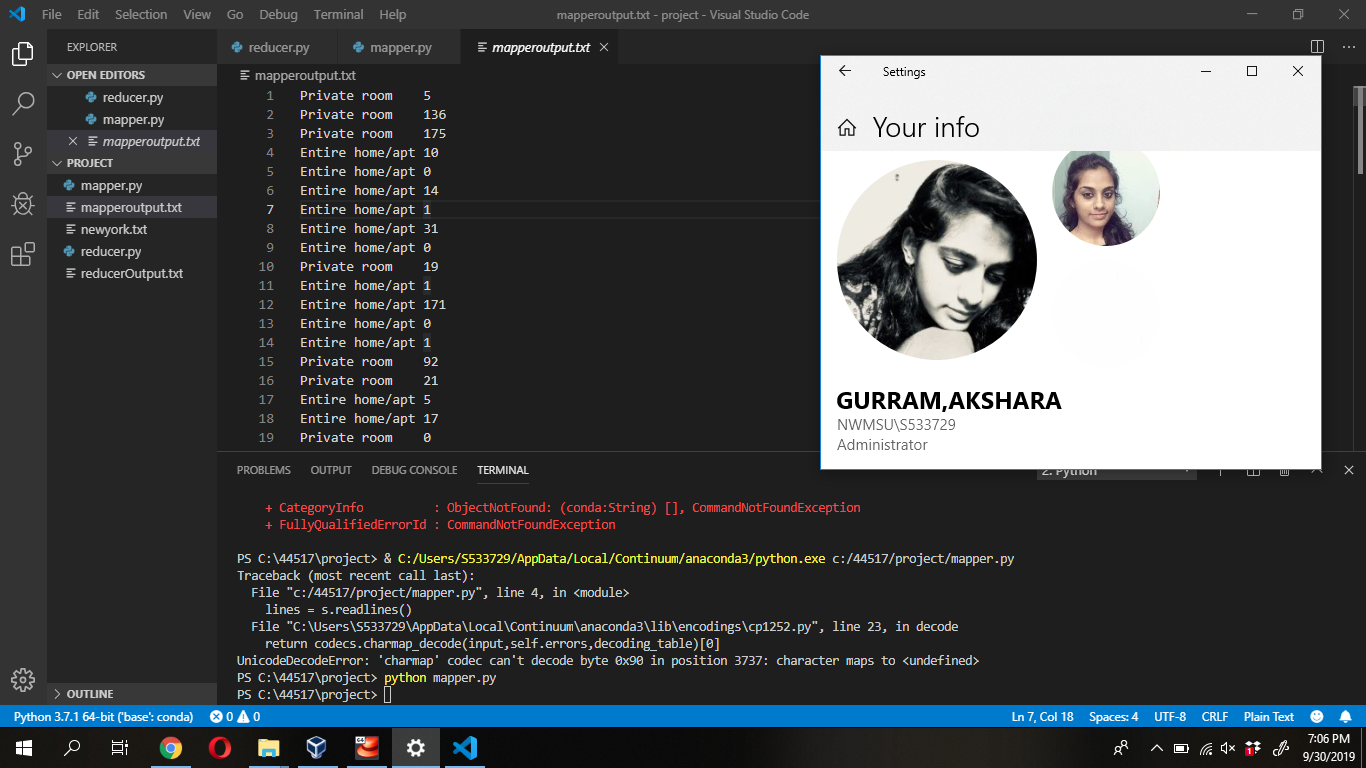 File Edit Selection View Go Debug Terminal Help
mapperoutput.txt - project - Visual Studio Code
EXPLORER
OPEN EDITORS
reducer.py
mapper.py
mapperoutput.txt
PROJECT
mapper.py
mapperoutput.txt
newyork.txt
reducer.py
reducerOutput.txt
OUTLINE
reducer.py
mapper.py
mapperoutput.txt
mapperoutput.txt
1 Private room 5
2 Private room 136
3 Private room 175
4 Entire home/apt 10
5 Entire home/apt 0
6 Entire home/apt 14
7 Entire home/apt 1
8 Entire home/apt 31
9 Entire home/apt 0
10 Private room 19
11 Entire home/apt 1
12 Entire home/apt 171
13 Entire home/apt 0
14 Entire home/apt 1
15 Private room 92
16 Private room 21
17 Entire home/apt 5
18 Entire home/apt 17
19 Private room 0
Settings
Your info
GURRAM,AKSHARA
NWMSU\S533729
Administrator
PROBLEMS OUTPUT DEBUG CONSOLE TERMINAL
2: Python
+ CategoryInfo : ObjectNotFound: (conda:String) [], CommandNotFoundException
+ FullyQualifiedErrorId : CommandNotFoundException
PS C:\44517\project> & C:/Users/S533729/AppData/Local/Continuum/anaconda3/python.exe c:/44517/project/mapper.py
Traceback (most recent call last):
File "c:/44517/project/mapper.py", line 4, in <module>
lines = s.readlines()
File "C:\Users\S533729\AppData\Local\Continuum\anaconda3\lib\encodings\cp1252.py", line 23, in decode
return codecs.charmap_decode(input,self.errors,decoding_table)[0]
UnicodeDecodeError: 'charmap' codec can't decode byte 0x90 in position 3737: character maps to <undefined>
PS C:\44517\project> python mapper.py
PS C:\44517\project>
Python 3.7.1 64-bit ('base': conda) 0 0
Ln 7, Col 18 Spaces: 4 UTF-8 CRLF Plain Text
64
1
7:06 PM
9/30/2019